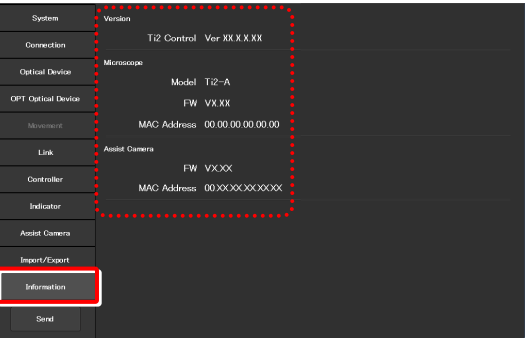 System
Connection
Optical Device
OPT Optical Device
Movement
Link
Controller
Indicator
Assist Camera
Import/Export
Information
Send
Version
Ti2 Control Ver XX.X.X.XX
Microscope
Model Ti2-A
FW VX.XX
MAC Address 00.00.00.00.00.00
Assist Camera
FW VX.XX
MAC Address 00.XX.XX.XX.XX.XX